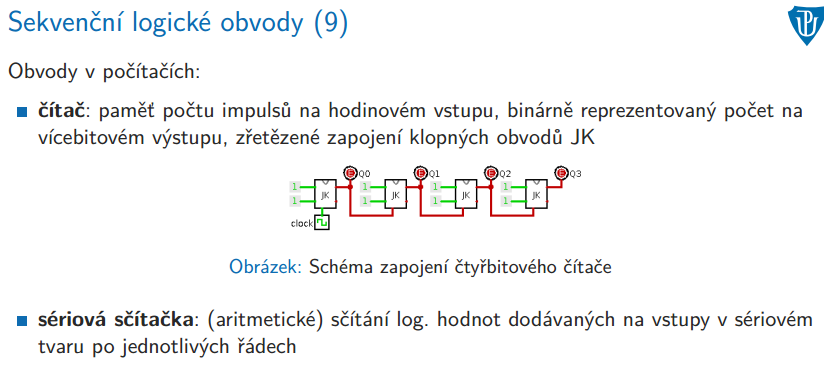 Sekvenční logické obvody (9)
Obvody v počítačích:
čítač: paměť počtu impulsů na hodinovém vstupu, binárně reprezentovaný počet na
vícebitovém výstupu, zřetězené zapojení klopných obvodů JK
Q0 Q1 Q2 Q3
1 1 1 1
JK JK JK JK
1 1 1 1
clock
Obrázek: Schéma zapojení čtyřbitového čítače
sériová sčítačka: (aritmetické) sčítání log. hodnot dodávaných na vstupy v sériovém
tvaru po jednotlivých řádech